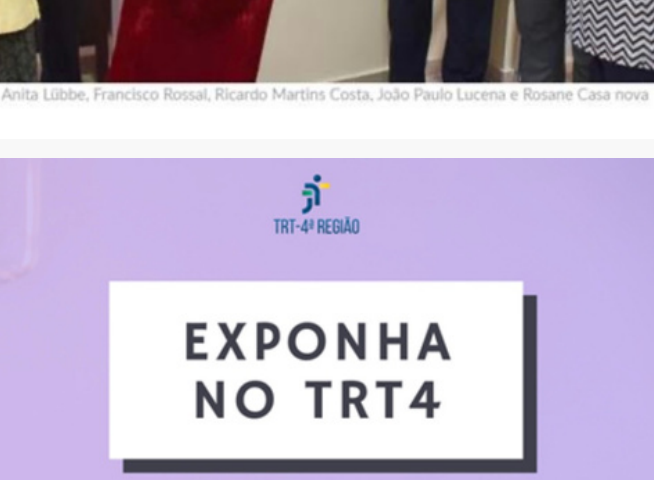 Anita Lübbe, Francisco Rossal, Ricardo Martins Costa, João Paulo Lucena e Rosane Casa nova
TRT-4ª REGIÃO
EXPONHA
NO TRT4